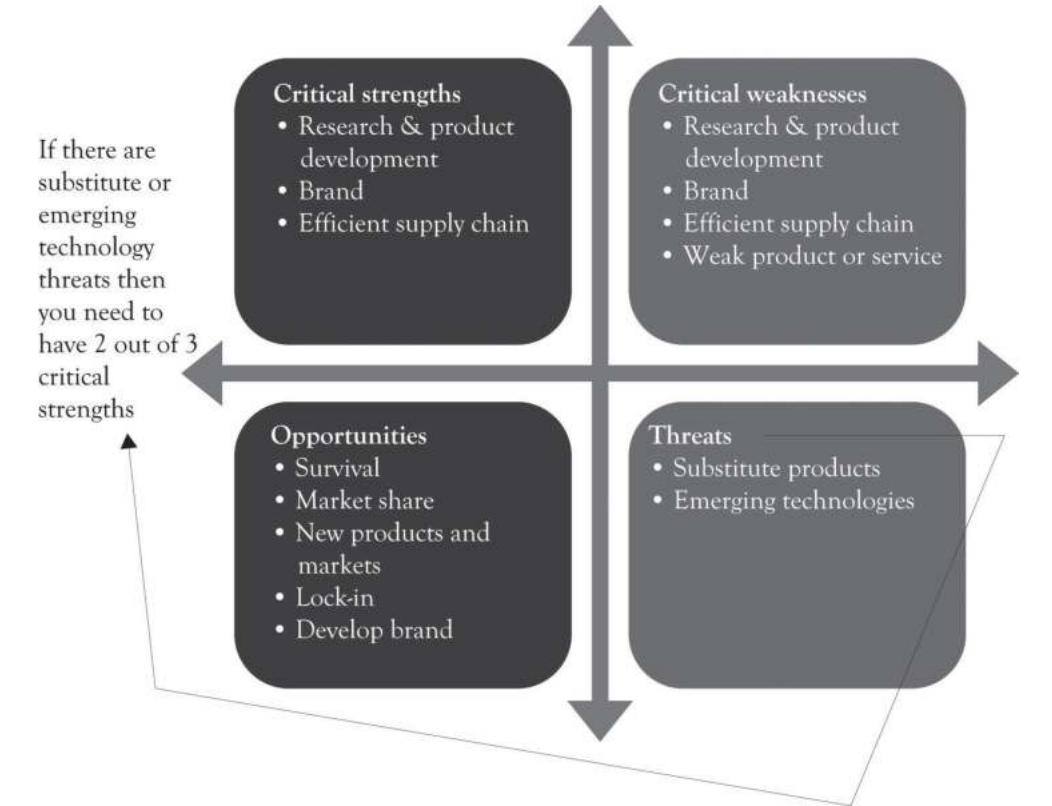 If there are
substitute or
emerging
technology
threats then
you need to
have 2 out of 3
critical
strengths
Critical strengths
• Research & product
development
• Brand
• Efficient supply chain
Critical weaknesses
• Research & product
development
• Brand
• Efficient supply chain
• Weak product or service
Opportunities
• Survival
• Market share
• New products and
markets
• Lock-in
• Develop brand
Threats
• Substitute products
• Emerging technologies